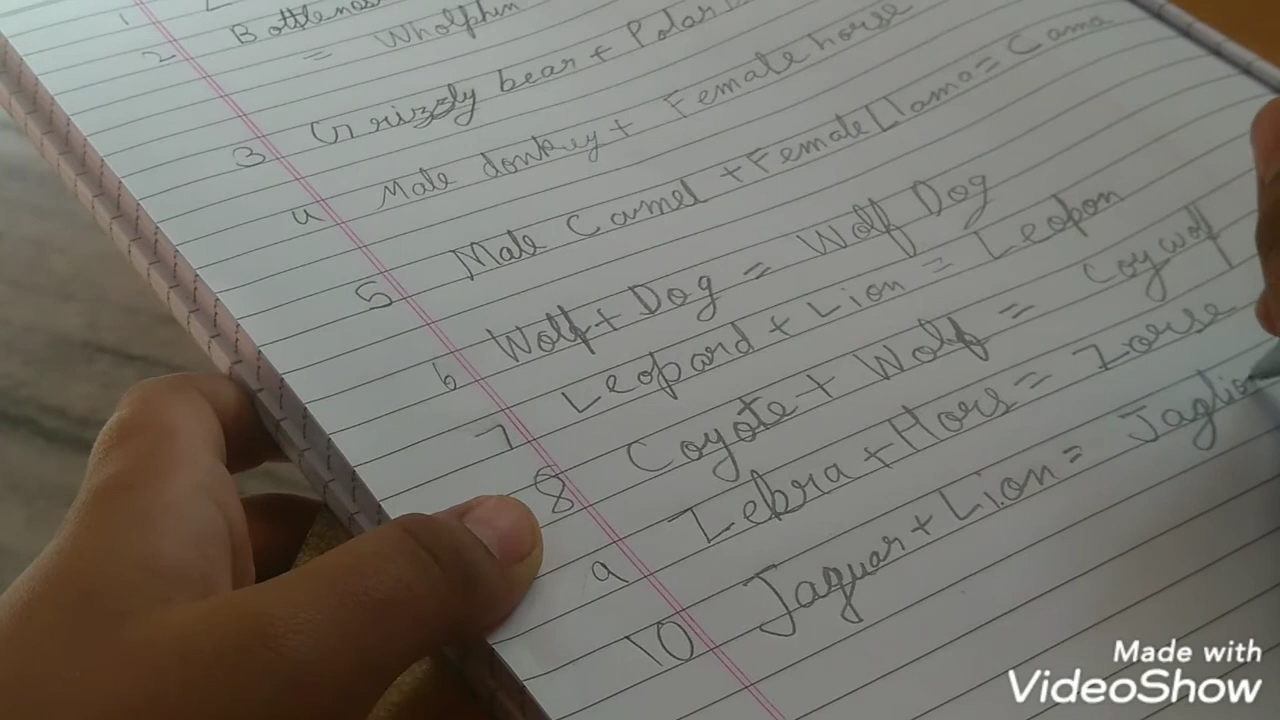 1
2 Bottlenos
= Wholphin
3 Grizzly bear + Polar
4 Male donkey + Female horse
5 Male Camel + Female Llama = Cama
6 Wolf + Dog = Wolf Dog
7 Leopard + Lion = Leopon
8 Coyote + Wolf = Coywolf
9 Zebra + Hors = Zorse
10 Jaguar + Lion = Jaglion
Made with
VideoShow